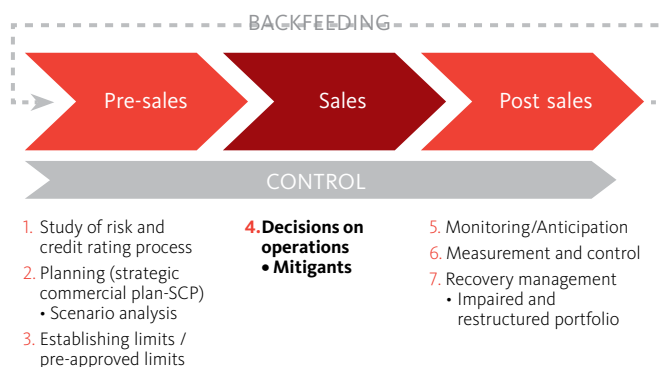 BACKFEEDING
Pre-sales
Sales
Post sales
CONTROL
1. Study of risk and
credit rating process
2. Planning (strategic
commercial plan-SCP)
• Scenario analysis
3. Establishing limits /
pre-approved limits
4.Decisions on
operations
• Mitigants
5. Monitoring/Anticipation
6. Measurement and control
7. Recovery management
• Impaired and
restructured portfolio